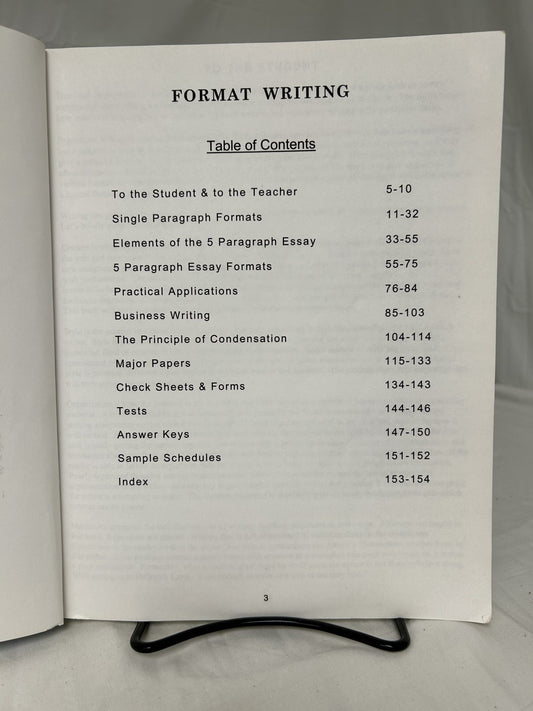 FORMAT WRITING
Table of Contents
To the Student & to the Teacher 5-10
Single Paragraph Formats 11-32
Elements of the 5 Paragraph Essay 33-55
5 Paragraph Essay Formats 55-75
Practical Applications 76-84
Business Writing 85-103
The Principle of Condensation 104-114
Major Papers 115-133
Check Sheets & Forms 134-143
Tests 144-146
Answer Keys 147-150
Sample Schedules 151-152
Index 153-154
3